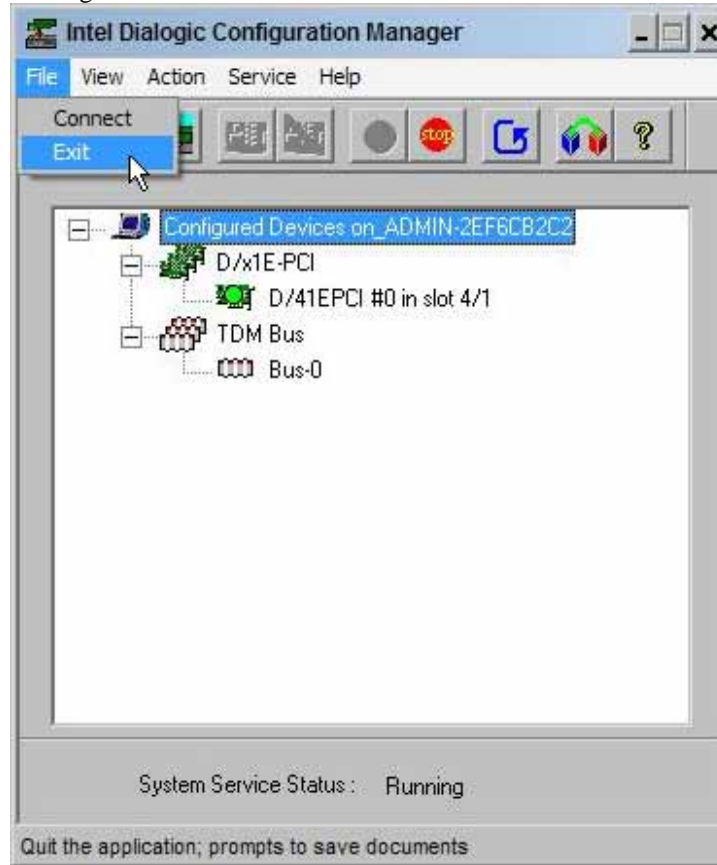 Intel Dialogic Configuration Manager
File View Action Service Help
Connect
Exit
stop
?
Configured Devices on_ADMIN-2EF6CB2C2
D/x1E-PCI
D/41EPCI #0 in slot 4/1
TDM Bus
Bus-0
System Service Status : Running
Quit the application; prompts to save documents